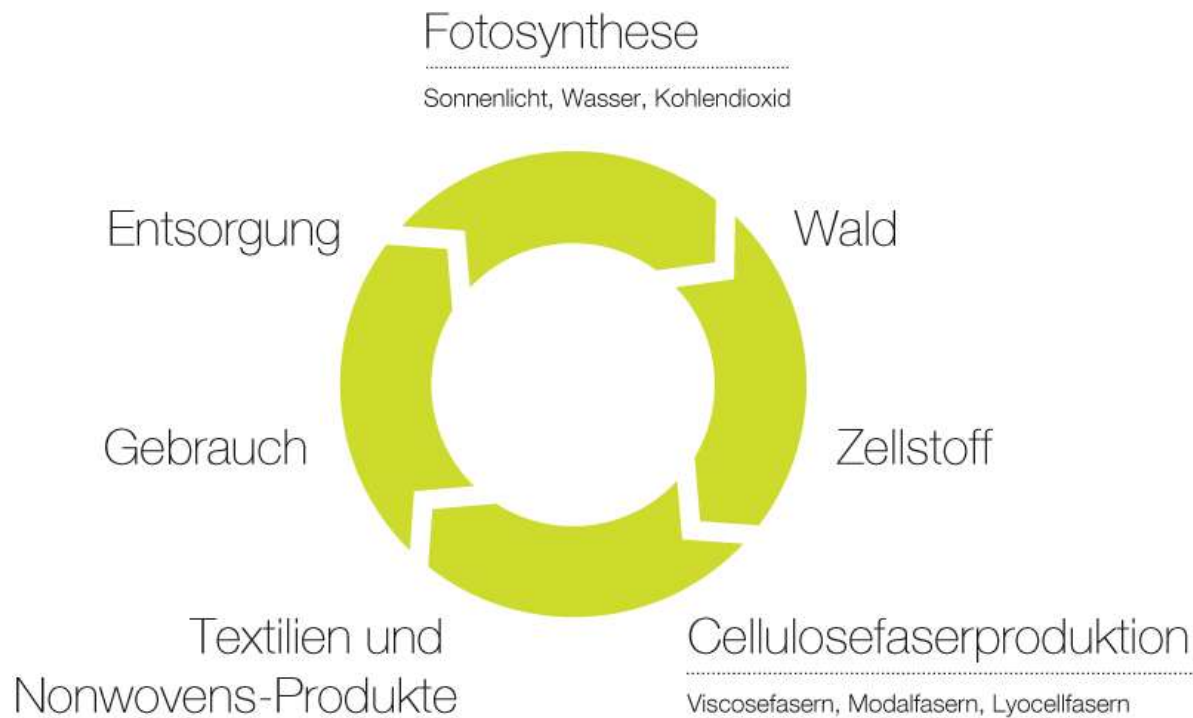 Fotosynthese
Sonnenlicht, Wasser, Kohlendioxid
Entsorgung
Wald
Gebrauch
Zellstoff
Textilien und
Nonwovens-Produkte
Cellulosefaserproduktion
Viscosefasern, Modalfasern, Lyocellfasern